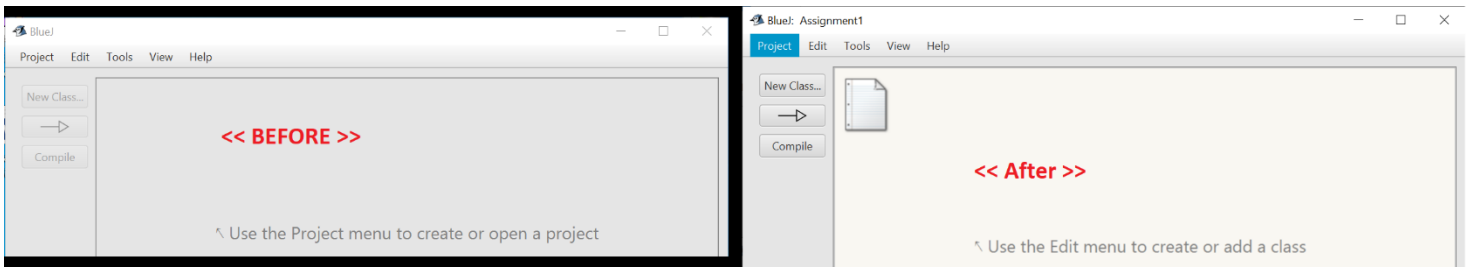 BlueJ
Project Edit Tools View Help
New Class...
Compile
<< BEFORE >>
Use the Project menu to create or open a project
BlueJ: Assignment1
Project Edit Tools View Help
New Class...
Compile
<< After >>
Use the Edit menu to create or add a class